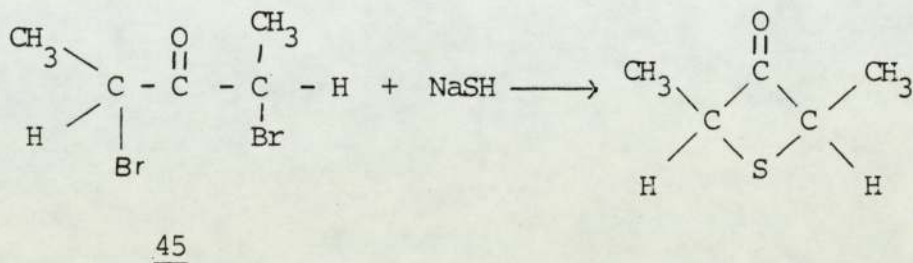 O CH3 O
CH3 || | || 
C - C - C - H + NaSH ⟶ CH3 C CH3
H | C C
Br Br H S H
45